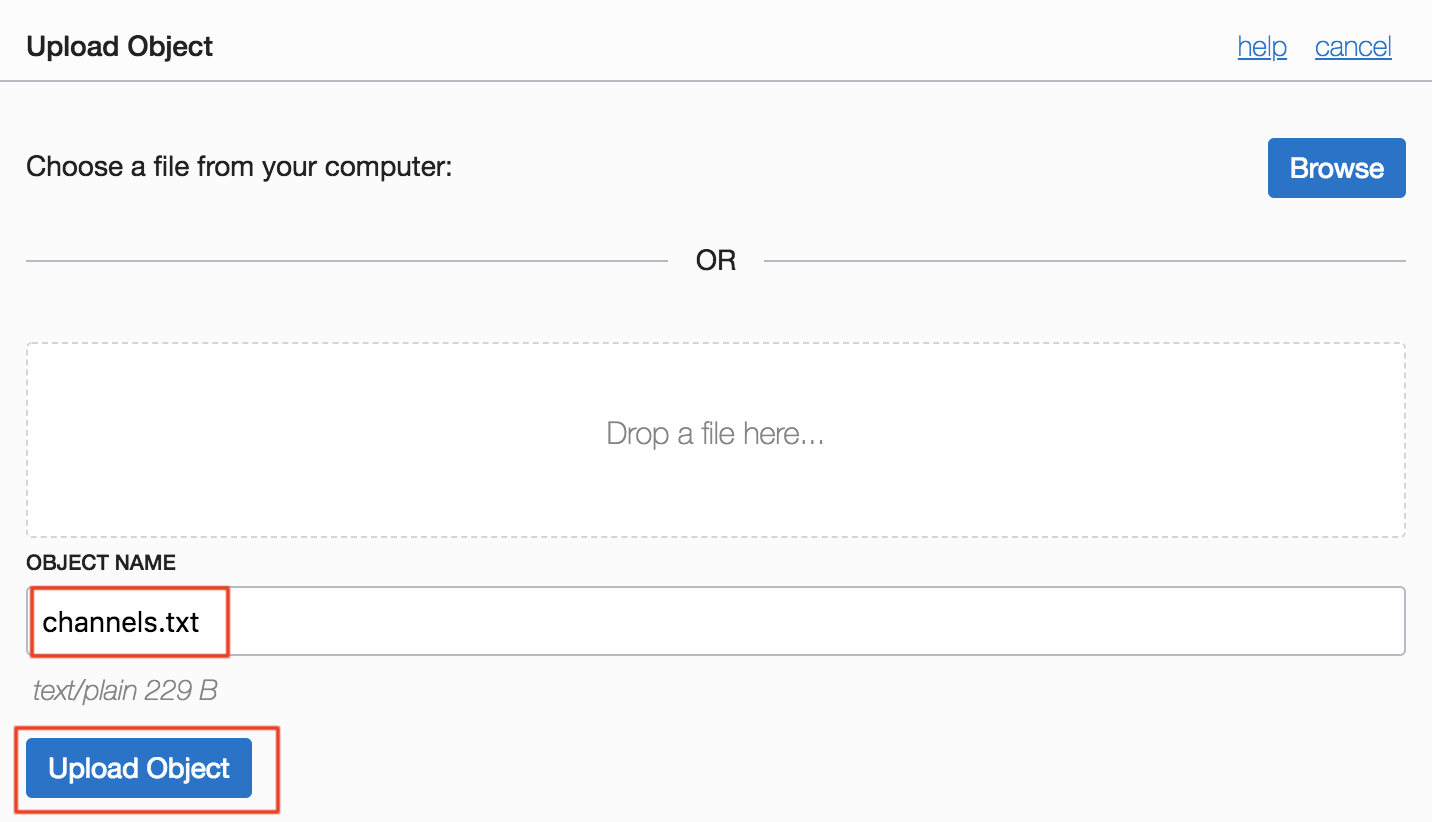 Upload Object help cancel
Choose a file from your computer: Browse
OR
Drop a file here...
OBJECT NAME
channels.txt
text/plain 229 B
Upload Object